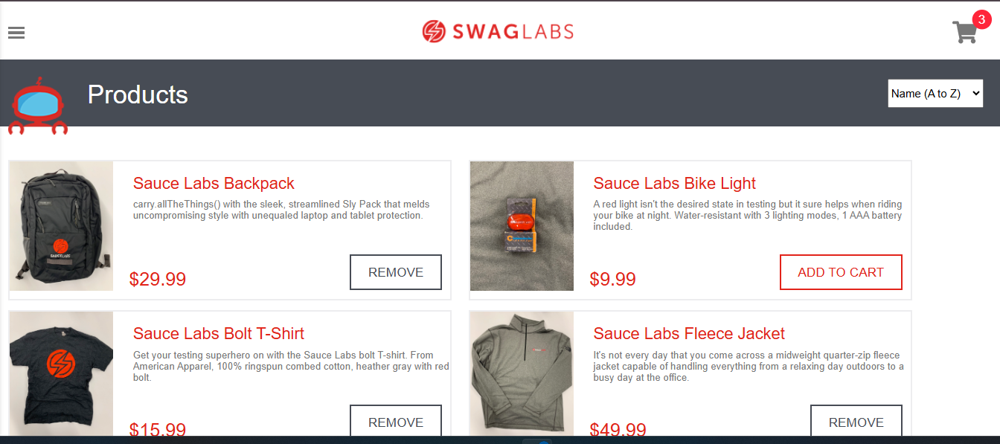 SWAGLABS
3
Products
Name (A to Z)
Sauce Labs Backpack
carry.allTheThings() with the sleek, streamlined Sly Pack that melds
uncompromising style with unequaled laptop and tablet protection.
$29.99
REMOVE
SAUCELABS
Sauce Labs Bike Light
A red light isn't the desired state in testing but it sure helps when riding
your bike at night. Water-resistant with 3 lighting modes, 1 AAA battery
included.
$9.99
ADD TO CART
Sauce Labs Bolt T-Shirt
Get your testing superhero on with the Sauce Labs bolt T-shirt. From
American Apparel, 100% ringspun combed cotton, heather gray with red
bolt.
$15.99
REMOVE
Sauce Labs Fleece Jacket
It's not every day that you come across a midweight quarter-zip fleece
jacket capable of handling everything from a relaxing day outdoors to a
busy day at the office.
$49.99
REMOVE